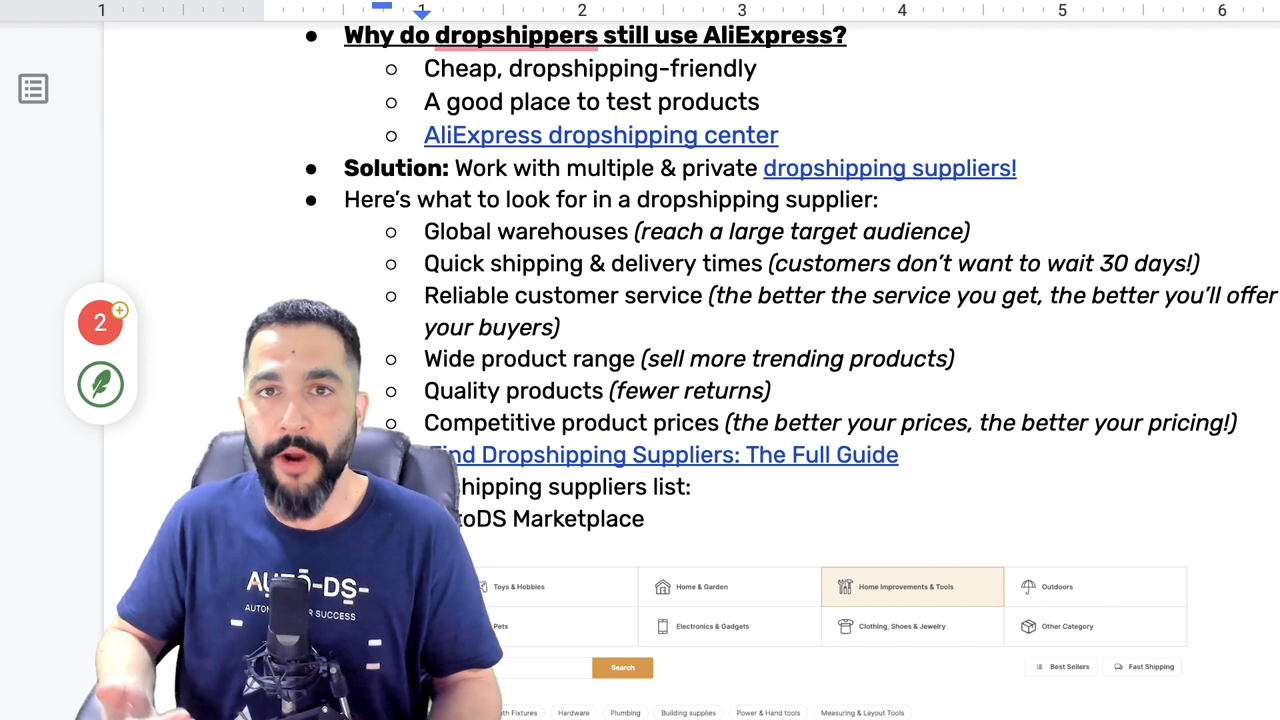 1 1 2 3 4 5 6
Why do dropshippers still use AliExpress?
Cheap, dropshipping-friendly
A good place to test products
AliExpress dropshipping center
Solution: Work with multiple & private dropshipping suppliers!
Here's what to look for in a dropshipping supplier:
Global warehouses (reach a large target audience)
Quick shipping & delivery times (customers don't want to wait 30 days!)
Reliable customer service (the better the service you get, the better you'll offer
your buyers)
2
Wide product range (sell more trending products)
Quality products (fewer returns)
Competitive product prices (the better your prices, the better your pricing!)
Find Dropshipping Suppliers: The Full Guide
suppliers list:
Marketplace
Toys & Hobbies Home & Garden Home Improvements & Tools Outdoors
Pets Electronics & Gadgets Clothing, Shoes & Jewelry Other Category
Search Best Sellers Fast Shipping
Fixtures Hardware Plumbing Building supplies Power & Hand tools Measuring & Layout Tools
AUTO-DS-
SUCCESS